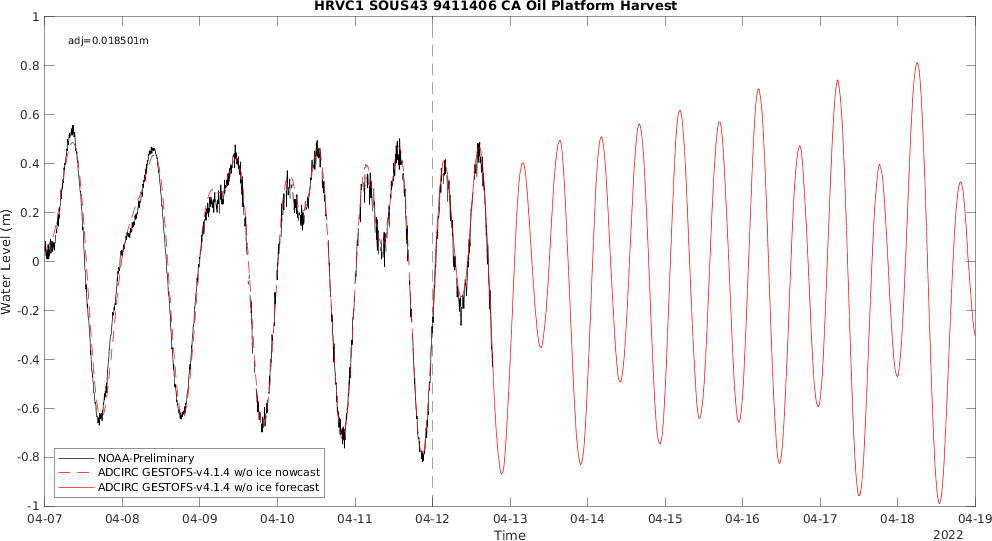 HRVC1 SOUS43 9411406 CA Oil Platform Harvest
adj=0.018501m
1
0.8
0.6
0.4
0.2
0
-0.2
-0.4
-0.6
-0.8
-1
Water Level (m)
NOAA-Preliminary
ADCIRC GESTOFS-v4.1.4 w/o ice nowcast
ADCIRC GESTOFS-v4.1.4 w/o ice forecast
04-07 04-08 04-09 04-10 04-11 04-12 04-13 04-14 04-15 04-16 04-17 04-18 04-19
Time
2022